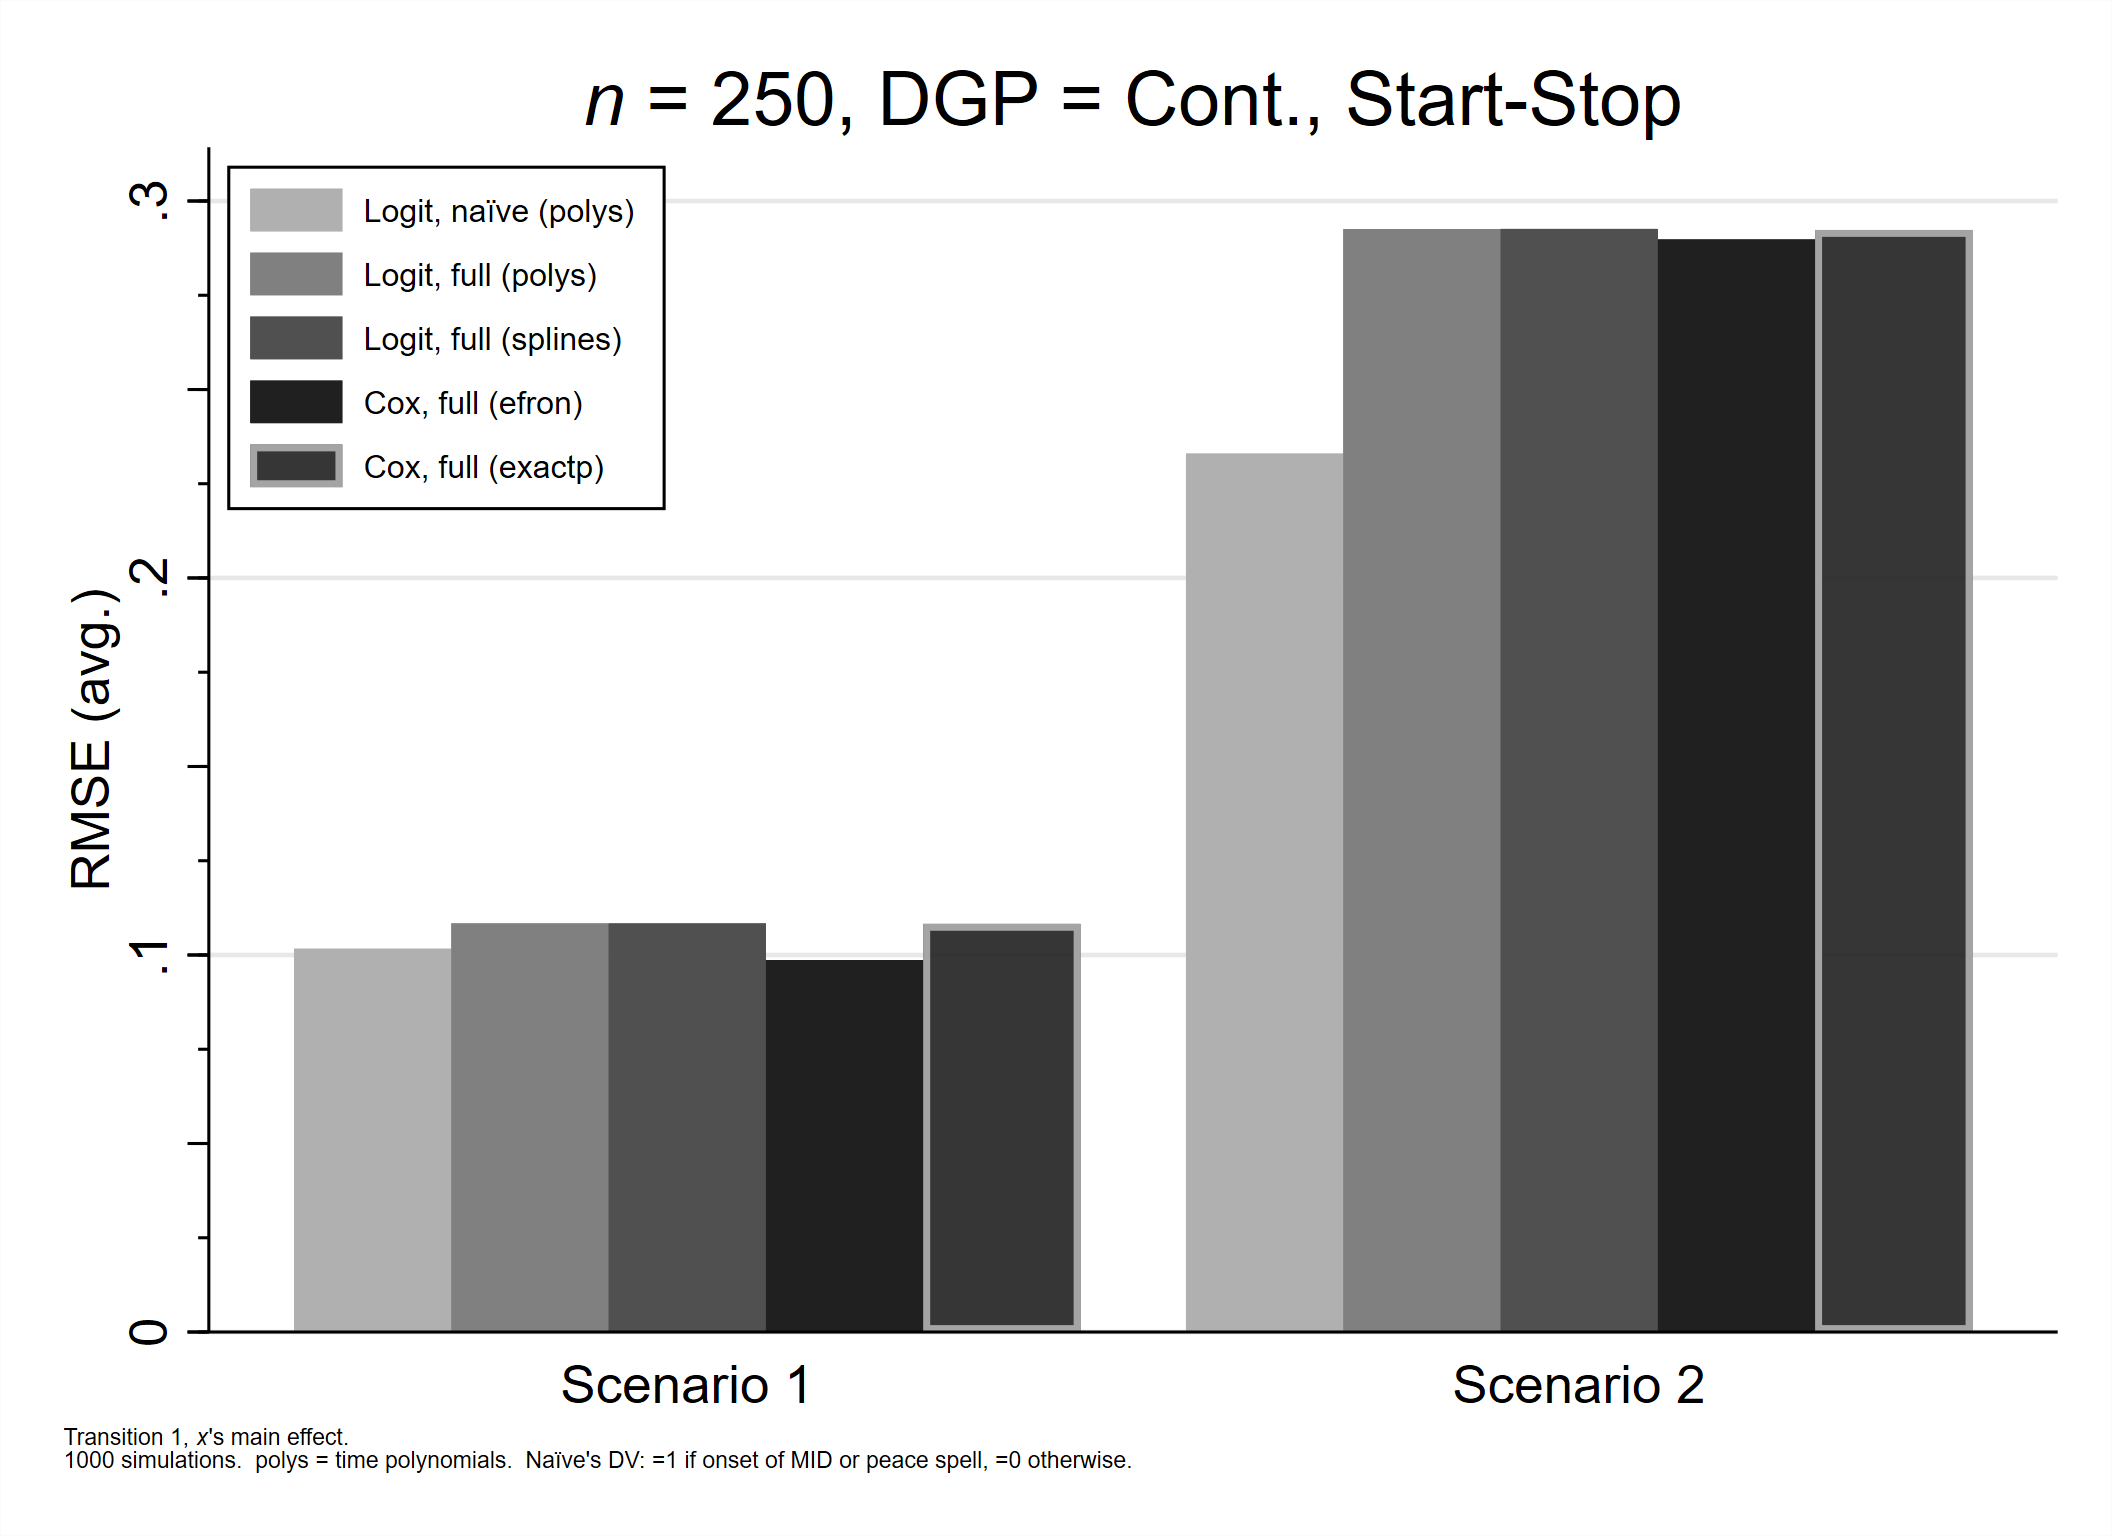 n = 250, DGP = Cont., Start-Stop
Logit, naïve (polys)
Logit, full (polys)
Logit, full (splines)
Cox, full (efron)
Cox, full (exactp)
RMSE (avg.)
.3
.2
.1
0
Scenario 1
Scenario 2
Transition 1, x's main effect.
1000 simulations.  polys = time polynomials.  Naïve's DV: =1 if onset of MID or peace spell, =0 otherwise.